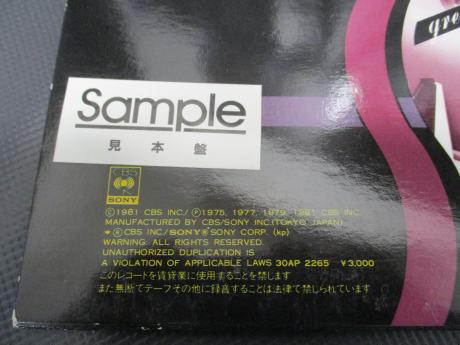 gre
Sample
見本盤
CBS
SONY
Ⓒ1981 CBS INC./Ⓟ1975, 1977, 1979, 1981 CBS INC.
MANUFACTURED BY CBS/SONY INC.(TOKYO JAPAN)
CBS INC./SONY® SONY CORP. (kp)
WARNING: ALL RIGHTS RESERVED.
UNAUTHORIZED DUPLICATION IS
A VIOLATION OF APPLICABLE LAWS 30AP 2265 ¥3,000
このレコードを賃貸業に使用することを禁します
また無断でテープその他に録音することは法律で禁じられています